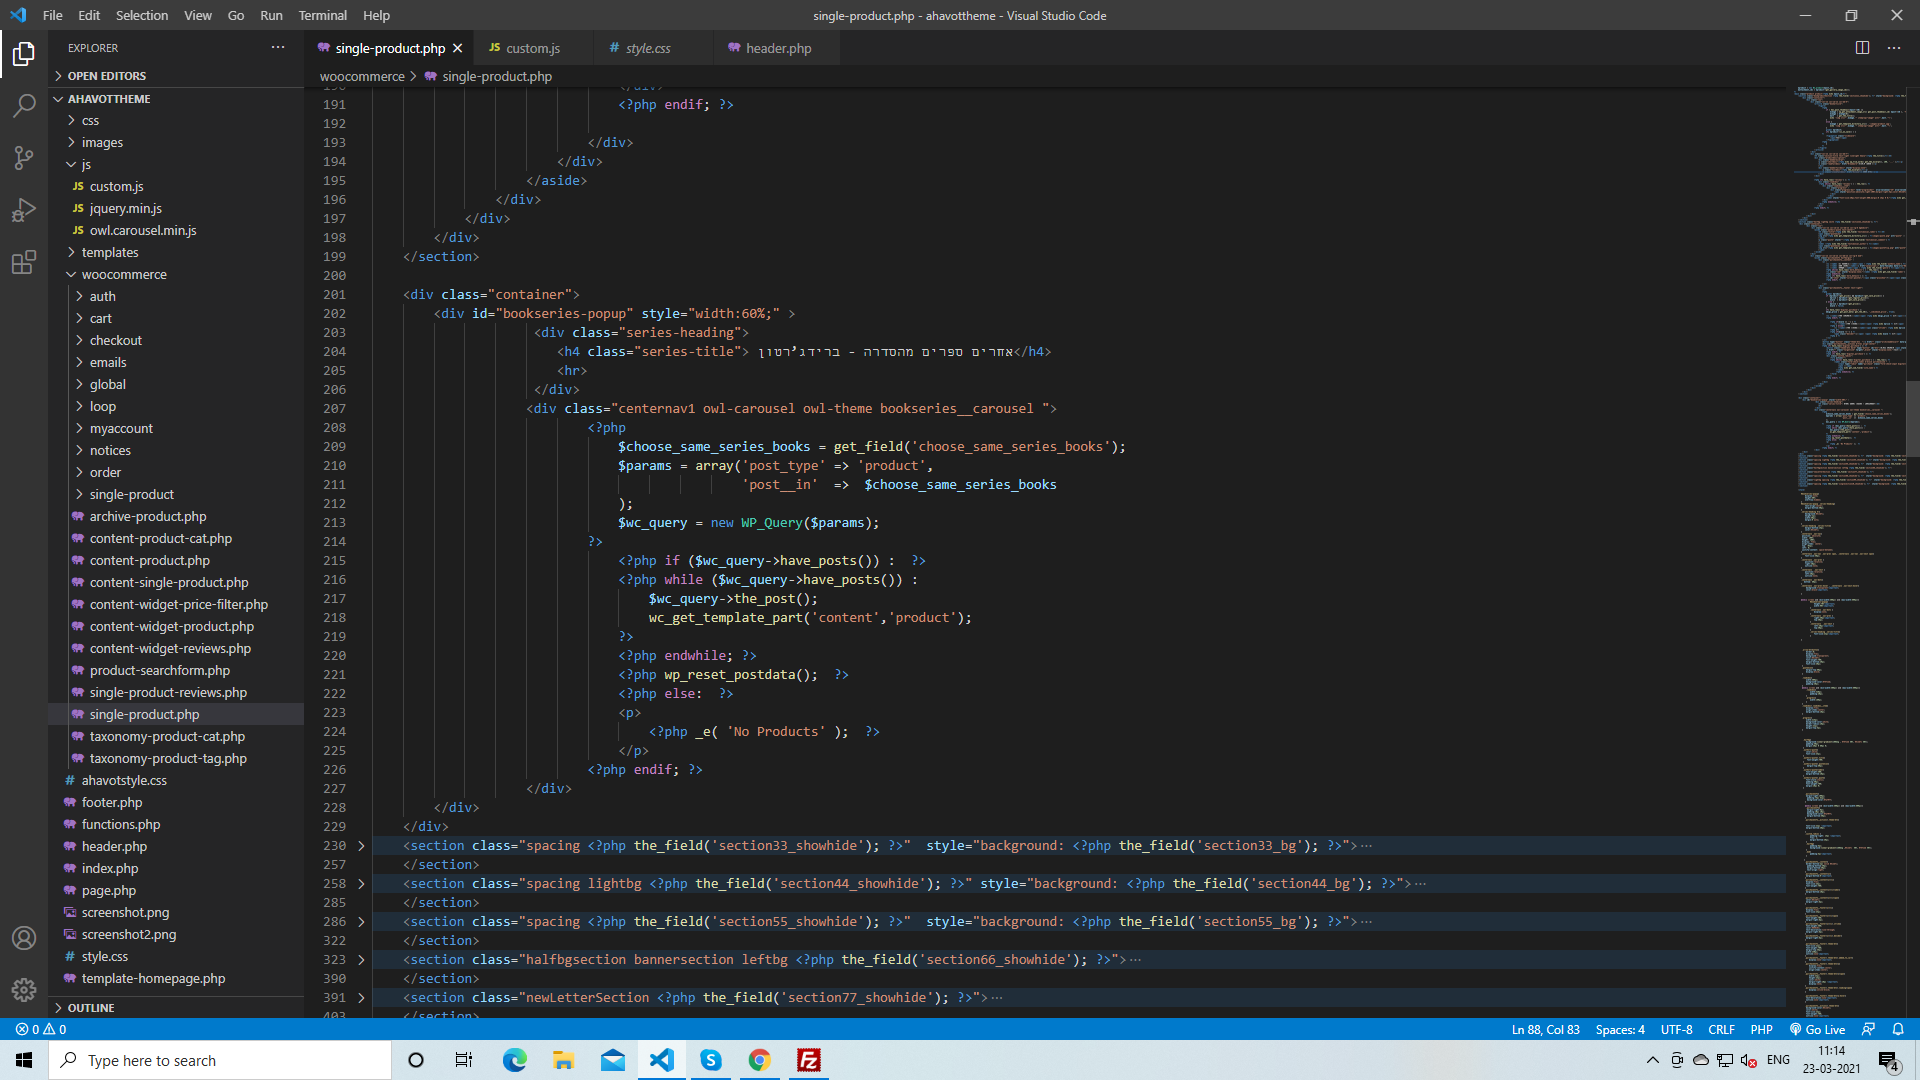 File Edit Selection View Go Run Terminal Help
single-product.php - ahavottheme - Visual Studio Code
EXPLORER
OPEN EDITORS
AHAVOTTHEME
css
images
js
custom.js
jquery.min.js
owl.carousel.min.js
templates
woocommerce
auth
cart
checkout
emails
global
loop
myaccount
notices
order
single-product
archive-product.php
content-product-cat.php
content-product.php
content-single-product.php
content-widget-price-filter.php
content-widget-product.php
content-widget-reviews.php
product-searchform.php
single-product-reviews.php
single-product.php
taxonomy-product-cat.php
taxonomy-product-tag.php
ahavotstyle.css
footer.php
functions.php
header.php
index.php
page.php
screenshot.png
screenshot2.png
style.css
template-homepage.php
OUTLINE
single-product.php custom.js style.css header.php
woocommerce > single-product.php
190 </div>
191 <?php endif; ?>
192
193 </div>
194 </div>
195 </aside>
196 </div>
197 </div>
198 </div>
199 </section>
200
201 <div class="container">
202 <div id="bookseries-popup" style="width:60%;" >
203 <div class="series-heading">
204 <h4 class="series-title"> אחרים ספרים מהסדרה - ברידג'רטון</h4>
205 <hr>
206 </div>
207 <div class="centernav1 owl-carousel owl-theme bookseries__carousel ">
208 <?php
209 $choose_same_series_books = get_field('choose_same_series_books');
210 $params = array('post_type' => 'product',
211 'post__in' => $choose_same_series_books
212 );
213 $wc_query = new WP_Query($params);
214 ?>
215 <?php if ($wc_query->have_posts()) : ?>
216 <?php while ($wc_query->have_posts()) :
217 $wc_query->the_post();
218 wc_get_template_part('content','product');
219 ?>
220 <?php endwhile; ?>
221 <?php wp_reset_postdata(); ?>
222 <?php else: ?>
223 <p>
224 <?php _e( 'No Products' ); ?>
225 </p>
226 <?php endif; ?>
227 </div>
228 </div>
229 </div>
230 <section class="spacing <?php the_field('section33_showhide'); ?>" style="background: <?php the_field('section33_bg'); ?>">···
257 </section>
258 <section class="spacing lightbg <?php the_field('section44_showhide'); ?>" style="background: <?php the_field('section44_bg'); ?>">···
285 </section>
286 <section class="spacing <?php the_field('section55_showhide'); ?>" style="background: <?php the_field('section55_bg'); ?>">···
322 </section>
323 <section class="halfbgsection bannersection leftbg <?php the_field('section66_showhide'); ?>">···
390 </section>
391 <section class="newLetterSection <?php the_field('section77_showhide'); ?>">···
403 </section>
0 0 Ln 88, Col 83 Spaces: 4 UTF-8 CRLF PHP Go Live
Type here to search
ENG
11:14
23-03-2021
4